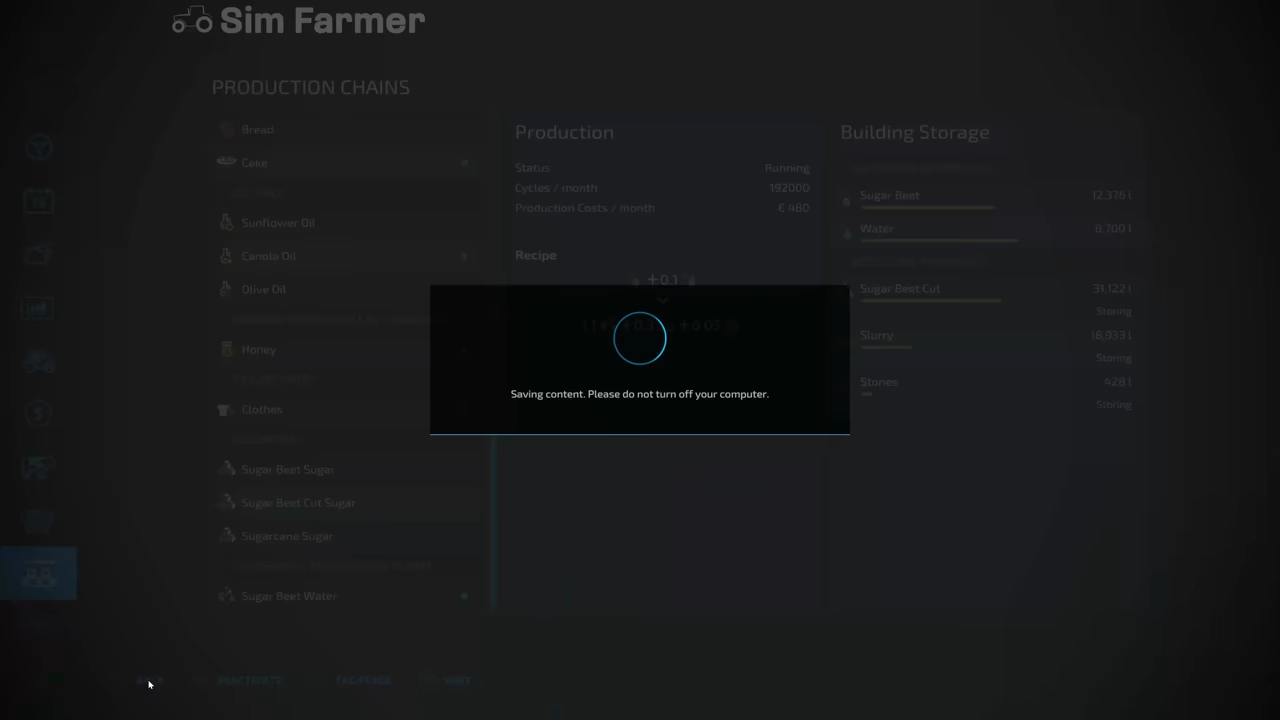 Sim Farmer
PRODUCTION CHAINS
Bread
Cake
Sunflower Oil
Canola Oil
Olive Oil
Honey
Clothes
Sugar Beet Sugar
Sugar Beet Cut Sugar
Sugarcane Sugar
Sugar Beet Water
Production
Status Running
Cycles / month 192000
Production Costs / month € 480
Recipe
+ 0.1
Saving content. Please do not turn off your computer.
Building Storage
Sugar Beet 12,376 l
Water 8,700 l
Sugar Beet Cut 31,122 l
Storing
Slurry 18,933 l
Storing
Stones 428 l
Storing